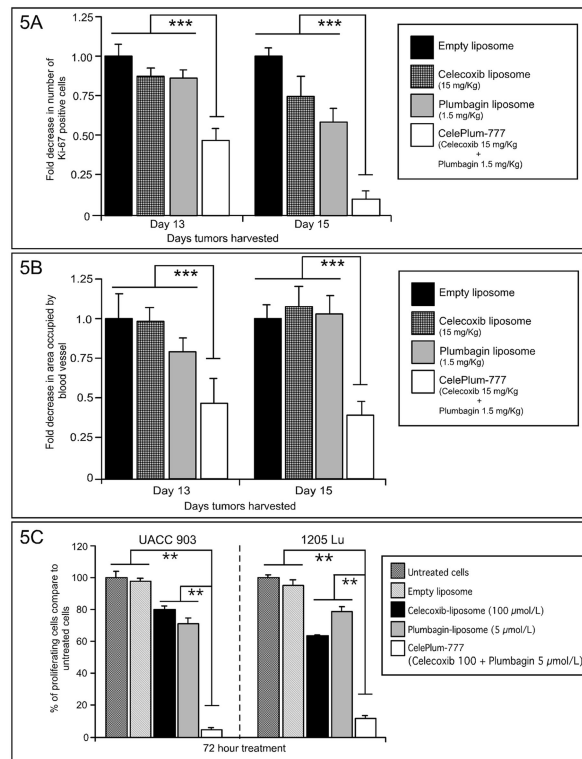 5A
***
***
Fold decrease in number of
Ki-67 positive cells
1.00
0.75
0.50
0.25
0
Day 13
Day 15
Days tumors harvested
Empty liposome
Celecoxib liposome
(15 mg/Kg)
Plumbagin liposome
(1.5 mg/Kg)
CelePlum-777
(Celecoxib 15 mg/Kg
+
Plumbagin 1.5 mg/Kg)
5B
***
***
Fold decrease in area occupied by
blood vessel
1.25
1.00
0.75
0.50
0.25
0
Day 13
Day 15
Days tumors harvested
Empty liposome
Celecoxib liposome
(15 mg/Kg)
Plumbagin liposome
(1.5 mg/Kg)
CelePlum-777
(Celecoxib 15 mg/Kg
+
Plumbagin 1.5 mg/Kg)
5C
UACC 903
1205 Lu
**
**
**
**
% of proliferating cells compare to
untreated cells
120
100
80
60
40
20
0
72 hour treatment
Untreated cells
Empty liposome
Celecoxib-liposome (100 µmol/L)
Plumbagin-liposome (5 µmol/L)
CelePlum-777
(Celecoxib 100 + Plumbagin 5 µmol/L)